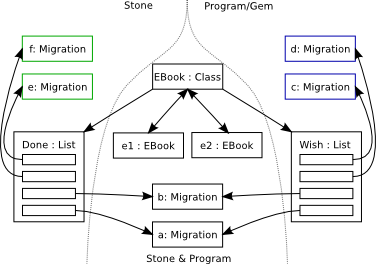 Stone
Program/Gem
f: Migration
d: Migration
EBook : Class
e: Migration
c: Migration
Done : List
e1 : EBook
e2 : EBook
Wish : List
b: Migration
a: Migration
Stone & Program